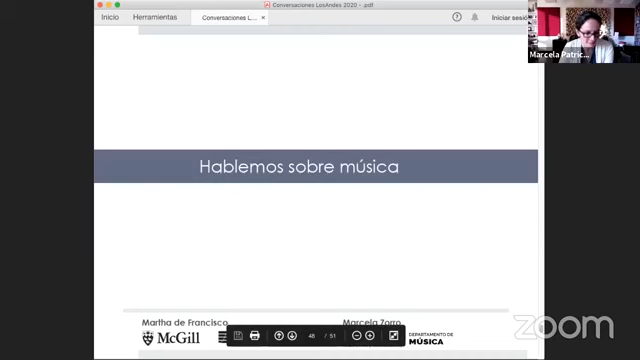 Conversaciones LosAndes 2020 - .pdf
Inicio
Herramientas
Conversaciones L... ×
Iniciar sesió
Marcela Patric...
Hablemos sobre música
Martha de Francisco
Marcela Zorro
McGill
48 / 51
DEPARTAMENTO DE
MÚSICA
zoom